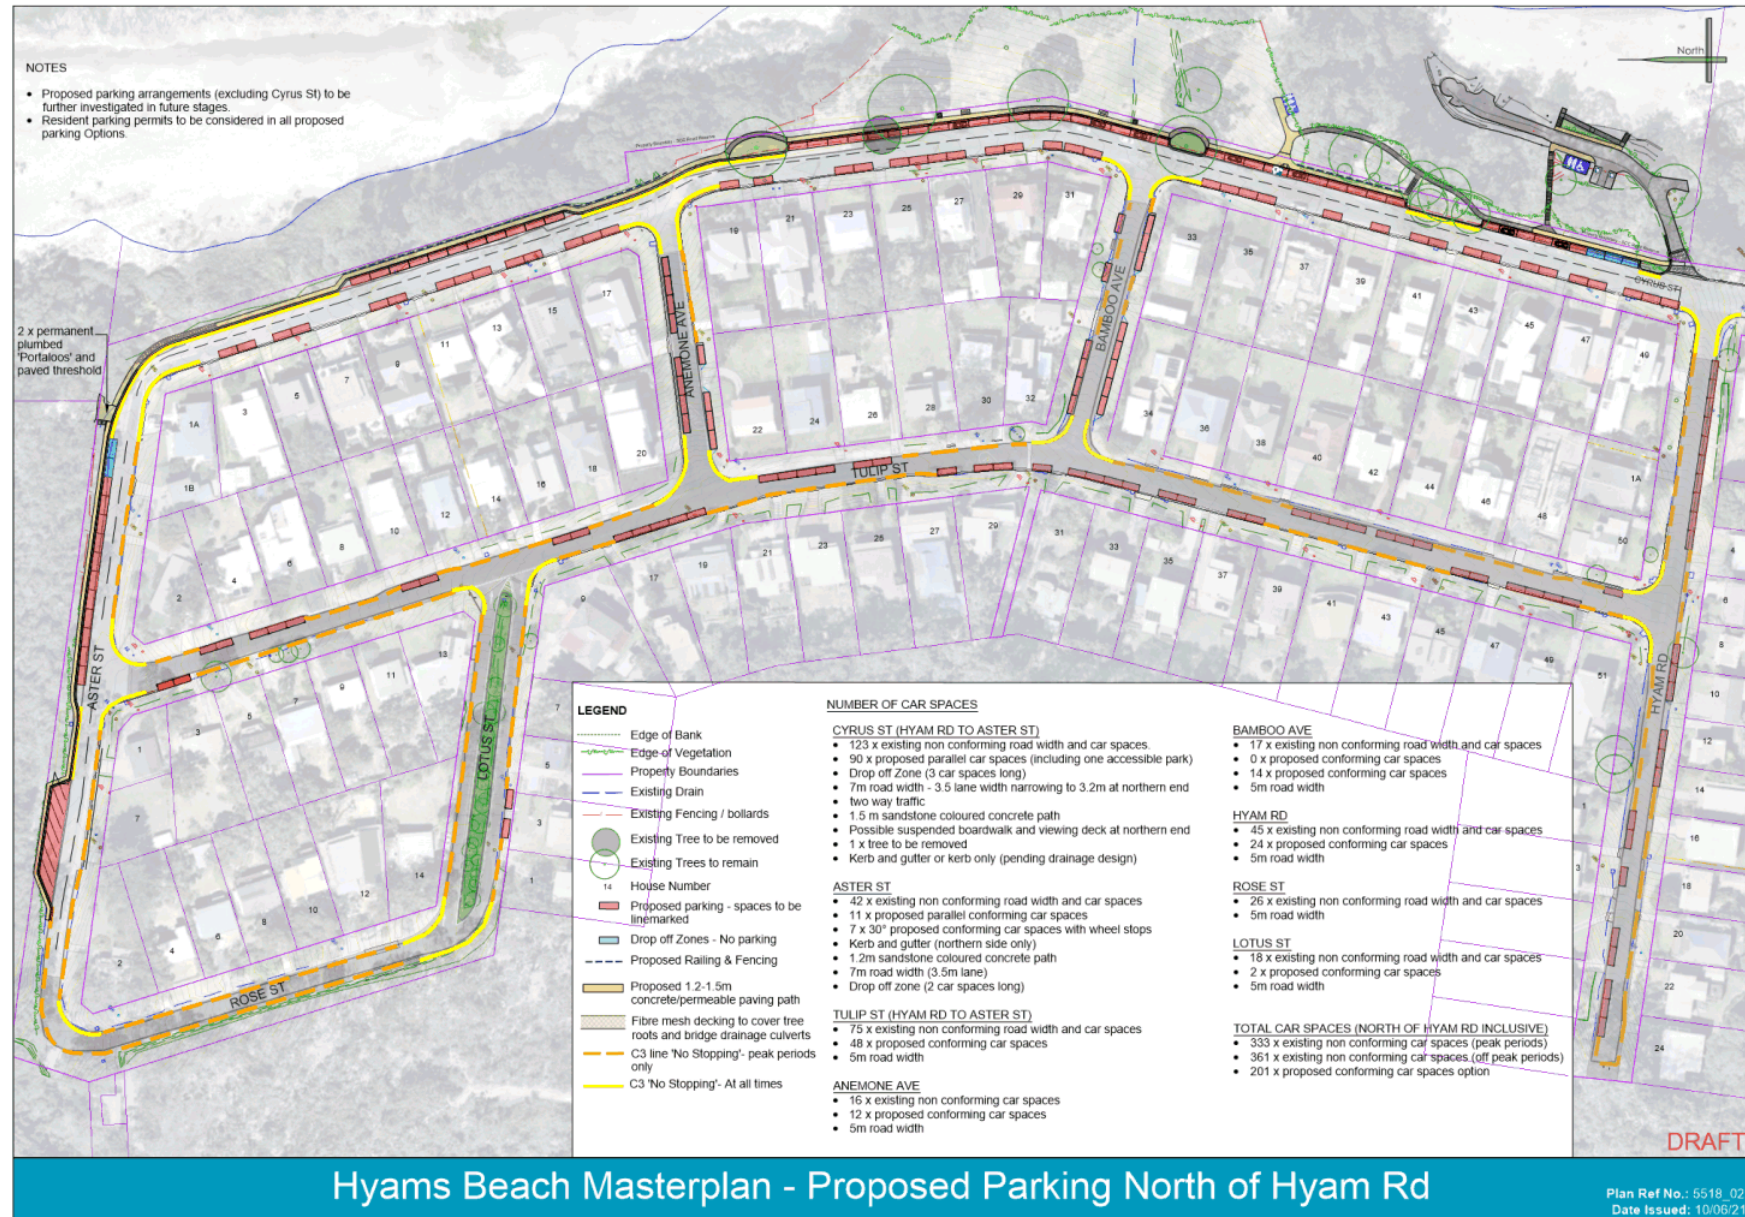 NOTES
• Proposed parking arrangements (excluding Cyrus St) to be
further investigated in future stages.
• Resident parking permits to be considered in all proposed
parking Options.
North
2 x permanent
plumbed
'Portaloos' and
paved threshold
CYRUS ST
ANEMONE AVE
BAMBOO AVE
TULIP ST
ASTER ST
LOTUS ST
ROSE ST
HYAM RD
LEGEND
Edge of Bank
Edge of Vegetation
Property Boundaries
Existing Drain
Existing Fencing / bollards
Existing Tree to be removed
Existing Trees to remain
14 House Number
Proposed parking - spaces to be
linemarked
Drop off Zones - No parking
Proposed Railing & Fencing
Proposed 1.2-1.5m
concrete/permeable paving path
Fibre mesh decking to cover tree
roots and bridge drainage culverts
C3 line 'No Stopping'- peak periods
only
C3 'No Stopping'- At all times
NUMBER OF CAR SPACES
CYRUS ST (HYAM RD TO ASTER ST)
• 123 x existing non conforming road width and car spaces.
• 90 x proposed parallel car spaces (including one accessible park)
• Drop off Zone (3 car spaces long)
• 7m road width - 3.5 lane width narrowing to 3.2m at northern end
• two way traffic
• 1.5 m sandstone coloured concrete path
• Possible suspended boardwalk and viewing deck at northern end
• 1 x tree to be removed
• Kerb and gutter or kerb only (pending drainage design)
ASTER ST
• 42 x existing non conforming road width and car spaces
• 11 x proposed parallel conforming car spaces
• 7 x 30° proposed conforming car spaces with wheel stops
• Kerb and gutter (northern side only)
• 1.2m sandstone coloured concrete path
• 7m road width (3.5m lane)
• Drop off zone (2 car spaces long)
TULIP ST (HYAM RD TO ASTER ST)
• 75 x existing non conforming road width and car spaces
• 48 x proposed conforming car spaces
• 5m road width
ANEMONE AVE
• 16 x existing non conforming car spaces
• 12 x proposed conforming car spaces
• 5m road width
BAMBOO AVE
• 17 x existing non conforming road width and car spaces
• 0 x proposed conforming car spaces
• 14 x proposed conforming car spaces
• 5m road width
HYAM RD
• 45 x existing non conforming road width and car spaces
• 24 x proposed conforming car spaces
• 5m road width
ROSE ST
• 26 x existing non conforming road width and car spaces
• 5m road width
LOTUS ST
• 18 x existing non conforming road width and car spaces
• 2 x proposed conforming car spaces
• 5m road width
TOTAL CAR SPACES (NORTH OF HYAM RD INCLUSIVE)
• 333 x existing non conforming car spaces (peak periods)
• 361 x existing non conforming car spaces (off peak periods)
• 201 x proposed conforming car spaces option
DRAFT
Hyams Beach Masterplan - Proposed Parking North of Hyam Rd
Plan Ref No.: 5518_02
Date Issued: 10/06/21